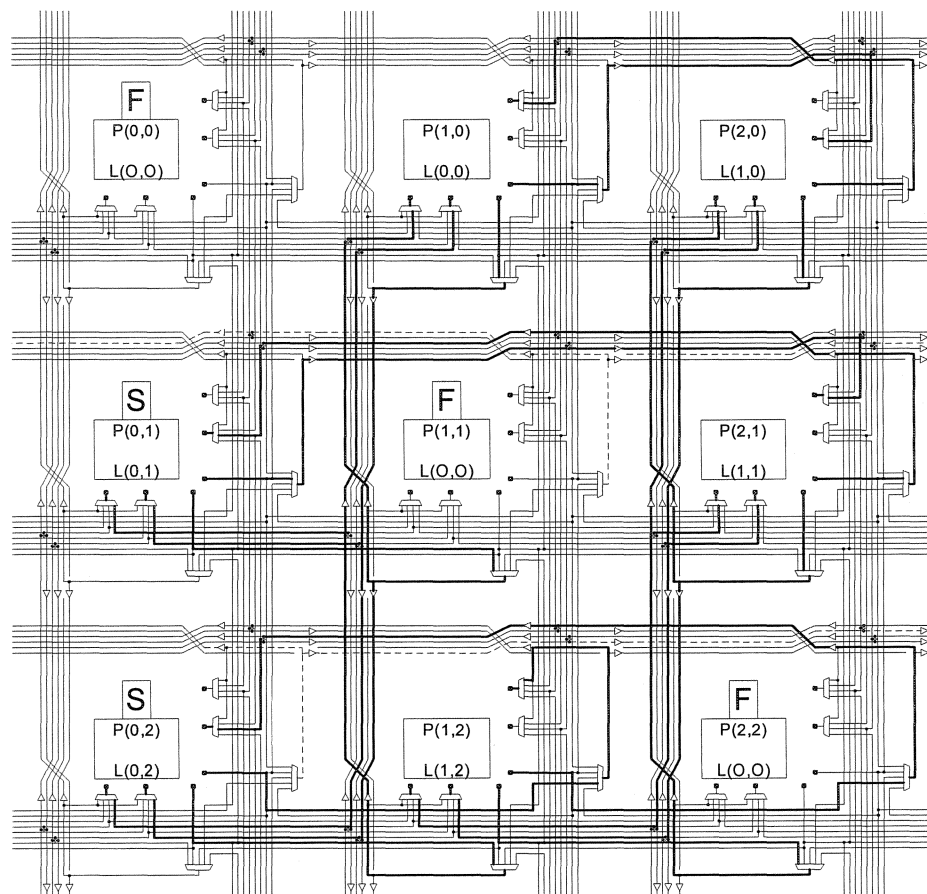 F
P(0,0)
L(O,O)
P(1,0)
L(0,0)
P(2,0)
L(1,0)
S
P(0,1)
L(0,1)
F
P(1,1)
L(O,O)
P(2,1)
L(1,1)
S
P(0,2)
L(0,2)
P(1,2)
L(1,2)
F
P(2,2)
L(O,O)